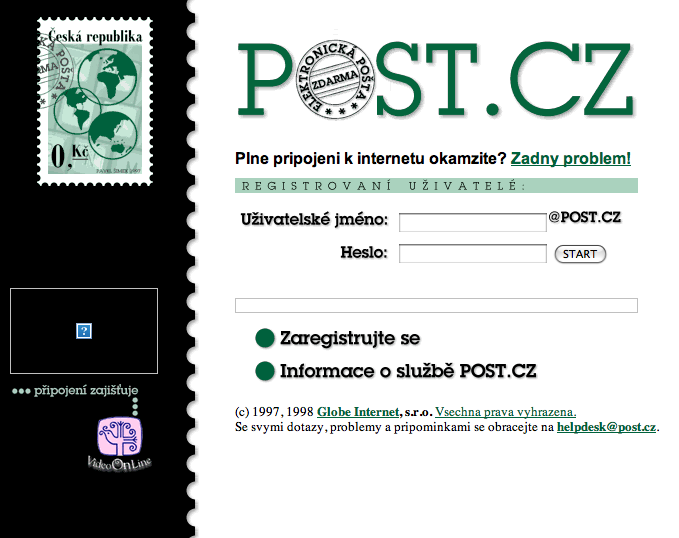 Česká republika
POŠTA
0,- Kč
PAVEL ŠIMEK 1997
POST.CZ
ELEKTRONICKÁ POŠTA
ZDARMA
Plne pripojeni k internetu okamzite? Zadny problem!
REGISTROVANÍ UŽIVATELÉ:
Uživatelské jméno: @POST.CZ
Heslo: START
Zaregistrujte se
Informace o službě POST.CZ
připojení zajišťuje
VideoOnLine
(c) 1997, 1998 Globe Internet, s.r.o. Vsechna prava vyhrazena.
Se svymi dotazy, problemy a pripominkami se obracejte na helpdesk@post.cz.